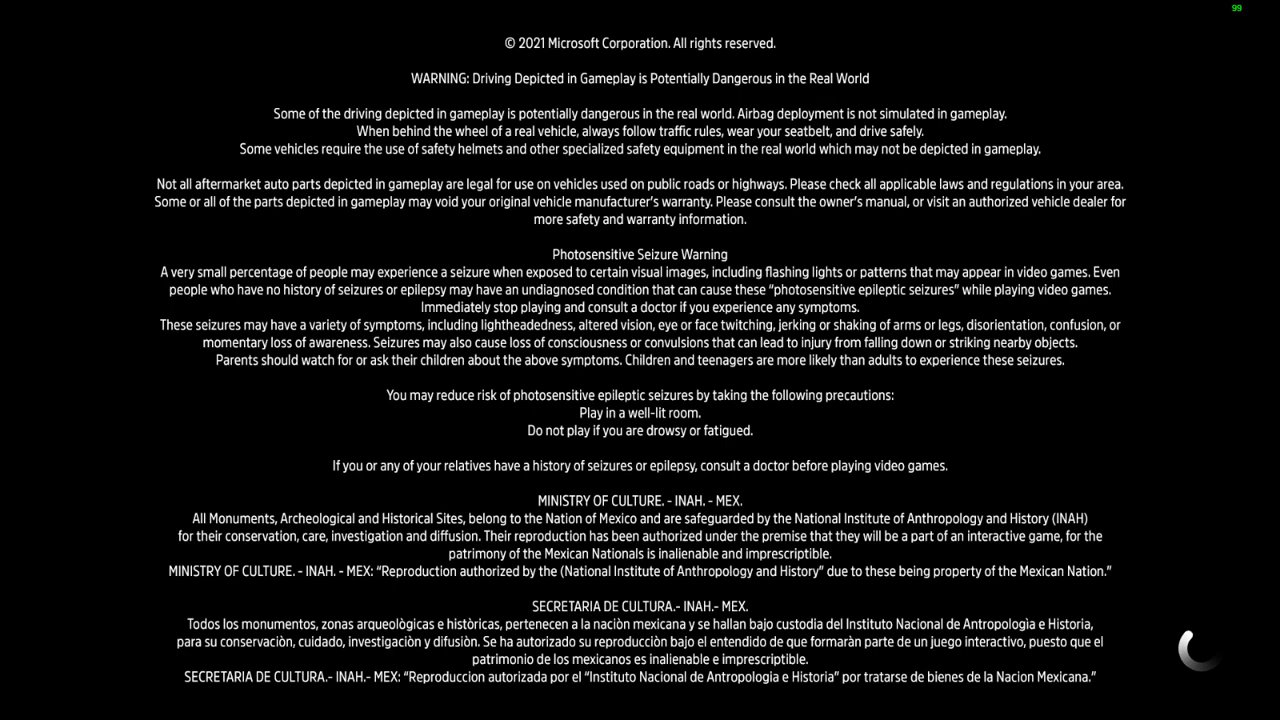 99
© 2021 Microsoft Corporation. All rights reserved.
WARNING: Driving Depicted in Gameplay is Potentially Dangerous in the Real World
Some of the driving depicted in gameplay is potentially dangerous in the real world. Airbag deployment is not simulated in gameplay.
When behind the wheel of a real vehicle, always follow traffic rules, wear your seatbelt, and drive safely.
Some vehicles require the use of safety helmets and other specialized safety equipment in the real world which may not be depicted in gameplay.
Not all aftermarket auto parts depicted in gameplay are legal for use on vehicles used on public roads or highways. Please check all applicable laws and regulations in your area.
Some or all of the parts depicted in gameplay may void your original vehicle manufacturer's warranty. Please consult the owner's manual, or visit an authorized vehicle dealer for
more safety and warranty information.
Photosensitive Seizure Warning
A very small percentage of people may experience a seizure when exposed to certain visual images, including flashing lights or patterns that may appear in video games. Even
people who have no history of seizures or epilepsy may have an undiagnosed condition that can cause these "photosensitive epileptic seizures" while playing video games.
Immediately stop playing and consult a doctor if you experience any symptoms.
These seizures may have a variety of symptoms, including lightheadedness, altered vision, eye or face twitching, jerking or shaking of arms or legs, disorientation, confusion, or
momentary loss of awareness. Seizures may also cause loss of consciousness or convulsions that can lead to injury from falling down or striking nearby objects.
Parents should watch for or ask their children about the above symptoms. Children and teenagers are more likely than adults to experience these seizures.
You may reduce risk of photosensitive epileptic seizures by taking the following precautions:
Play in a well-lit room.
Do not play if you are drowsy or fatigued.
If you or any of your relatives have a history of seizures or epilepsy, consult a doctor before playing video games.
MINISTRY OF CULTURE. - INAH. - MEX.
All Monuments, Archeological and Historical Sites, belong to the Nation of Mexico and are safeguarded by the National Institute of Anthropology and History (INAH)
for their conservation, care, investigation and diffusion. Their reproduction has been authorized under the premise that they will be a part of an interactive game, for the
patrimony of the Mexican Nationals is inalienable and imprescriptible.
MINISTRY OF CULTURE. - INAH. - MEX: "Reproduction authorized by the (National Institute of Anthropology and History" due to these being property of the Mexican Nation."
SECRETARIA DE CULTURA.- INAH.- MEX.
Todos los monumentos, zonas arqueològicas e històricas, pertenecen a la naciòn mexicana y se hallan bajo custodia del Instituto Nacional de Antropologìa e Historia,
para su conservaciòn, cuidado, investigaciòn y difusiòn. Se ha autorizado su reproducciòn bajo el entendido de que formaràn parte de un juego interactivo, puesto que el
patrimonio de los mexicanos es inalienable e imprescriptible.
SECRETARIA DE CULTURA.- INAH.- MEX: "Reproduccion autorizada por el "Instituto Nacional de Antropologia e Historia" por tratarse de bienes de la Nacion Mexicana."